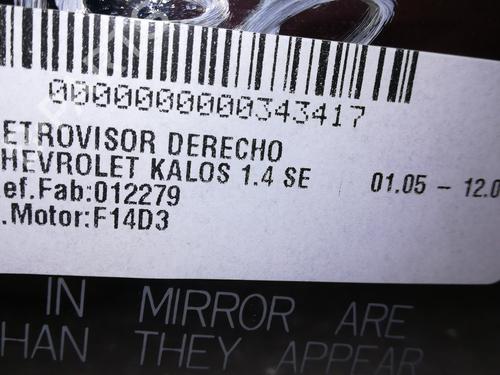 0000000000343417
ETROVISOR DERECHO
HEVROLET KALOS 1.4 SE 01.05 - 12.0
ef.Fab:012279
.Motor:F14D3
IN MIRROR ARE
HAN THEY APPEAR